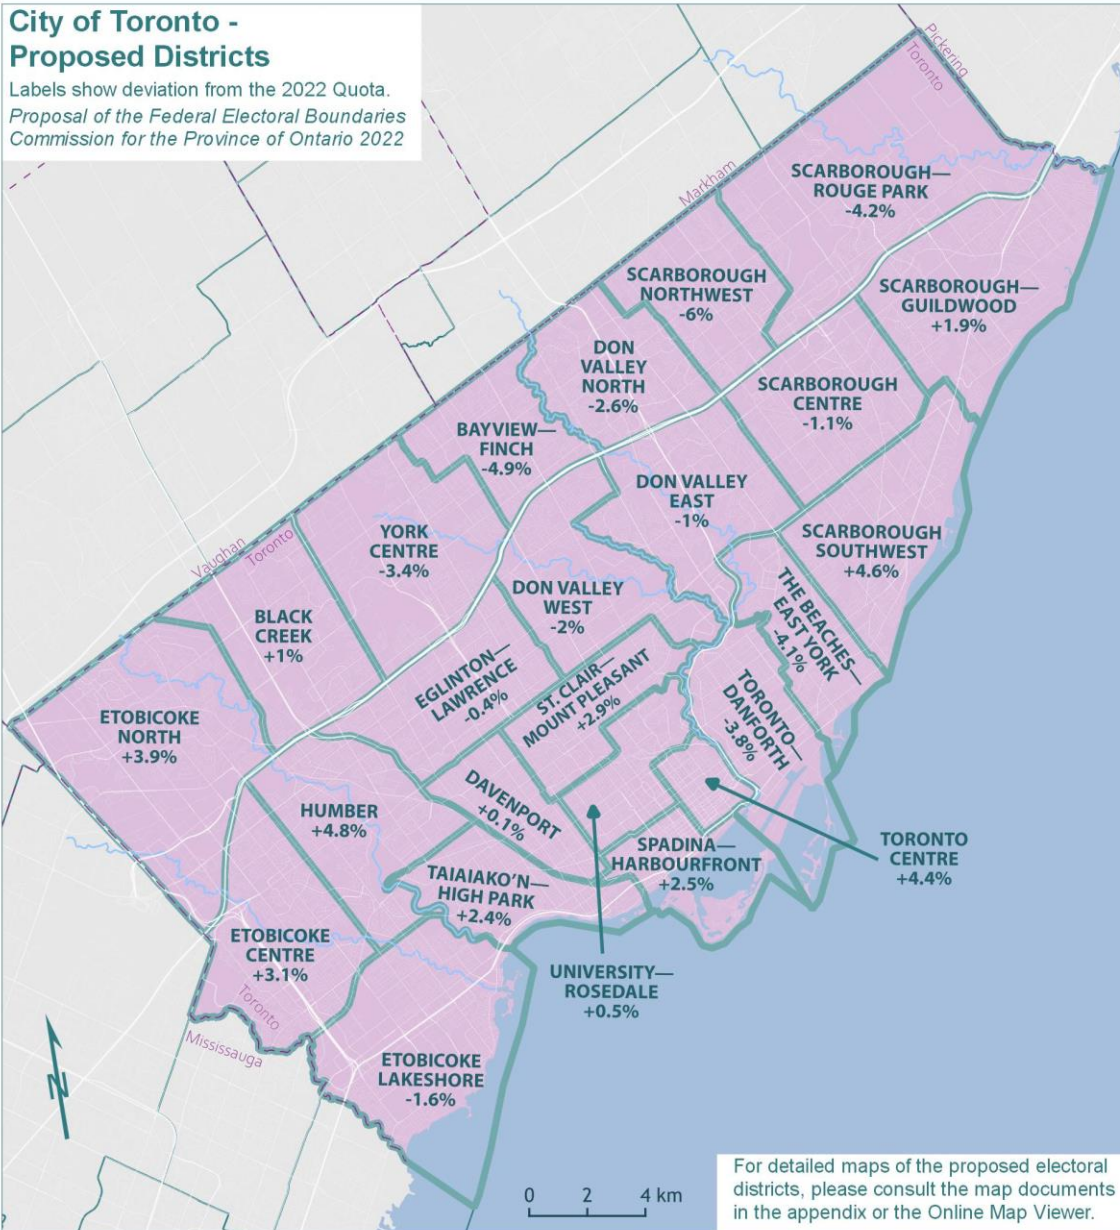 City of Toronto -
Proposed Districts
Labels show deviation from the 2022 Quota.
Proposal of the Federal Electoral Boundaries
Commission for the Province of Ontario 2022
Pickering
Toronto
Markham
SCARBOROUGH—
ROUGE PARK
-4.2%
SCARBOROUGH
NORTHWEST
-6%
SCARBOROUGH—
GUILDWOOD
+1.9%
DON
VALLEY
NORTH
-2.6%
SCARBOROUGH
CENTRE
-1.1%
BAYVIEW—
FINCH
-4.9%
DON VALLEY
EAST
-1%
YORK
CENTRE
-3.4%
SCARBOROUGH
SOUTHWEST
+4.6%
Vaughan
Toronto
DON VALLEY
WEST
-2%
THE BEACHES—
EAST YORK
-4.1%
BLACK
CREEK
+1%
EGLINTON—
LAWRENCE
-0.4%
ST. CLAIR—
MOUNT PLEASANT
+2.9%
TORONTO—
DANFORTH
-3.8%
ETOBICOKE
NORTH
+3.9%
HUMBER
+4.8%
DAVENPORT
+0.1%
SPADINA—
HARBOURFRONT
+2.5%
TORONTO
CENTRE
+4.4%
TAIAIAKO'N—
HIGH PARK
+2.4%
ETOBICOKE
CENTRE
+3.1%
UNIVERSITY—
ROSEDALE
+0.5%
Toronto
Mississauga
ETOBICOKE
LAKESHORE
-1.6%
N
0 2 4 km
For detailed maps of the proposed electoral
districts, please consult the map documents
in the appendix or the Online Map Viewer.